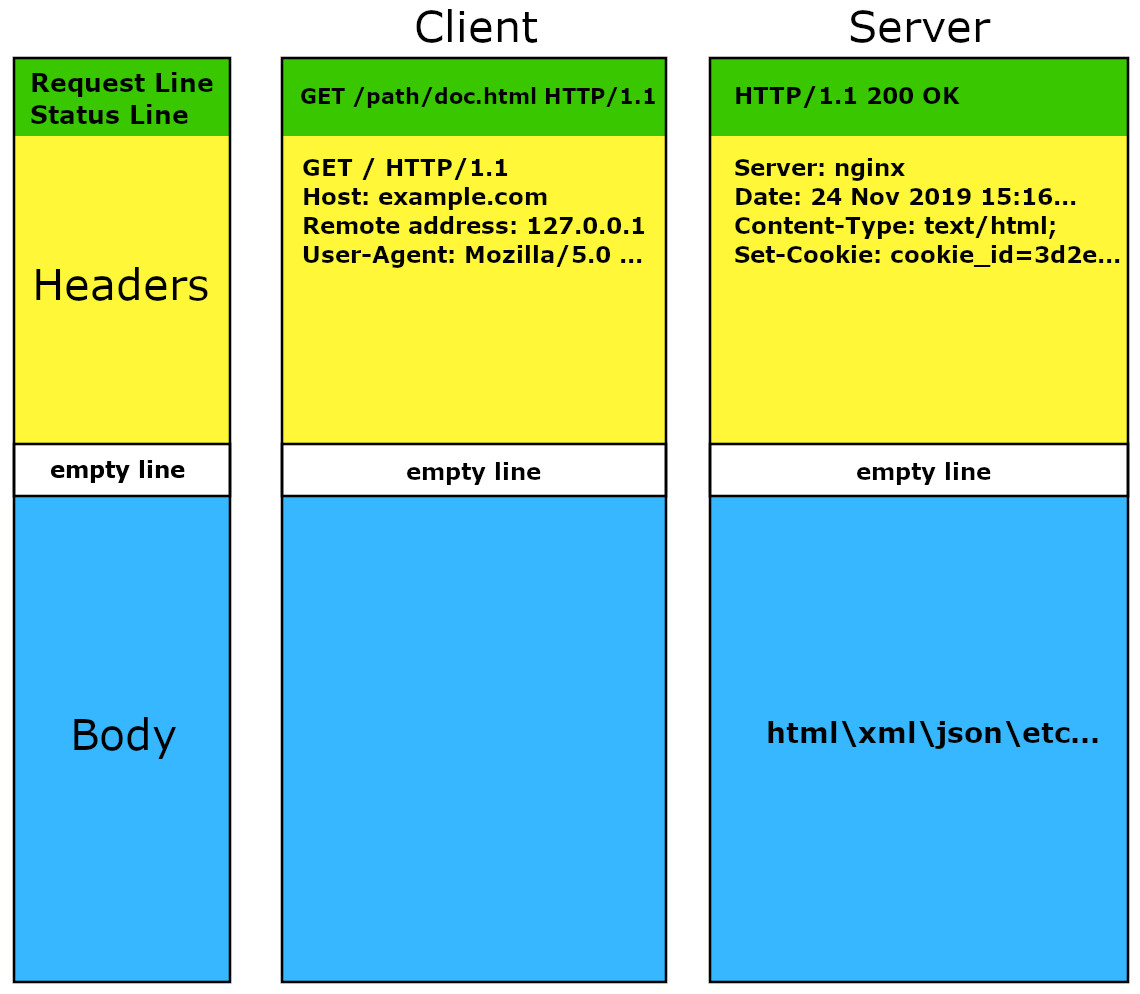 Client
Server
Request Line
Status Line
GET /path/doc.html HTTP/1.1
HTTP/1.1 200 OK
Headers
GET / HTTP/1.1
Host: example.com
Remote address: 127.0.0.1
User-Agent: Mozilla/5.0 ...
Server: nginx
Date: 24 Nov 2019 15:16...
Content-Type: text/html;
Set-Cookie: cookie_id=3d2e...
empty line
empty line
empty line
Body
html\xml\json\etc...